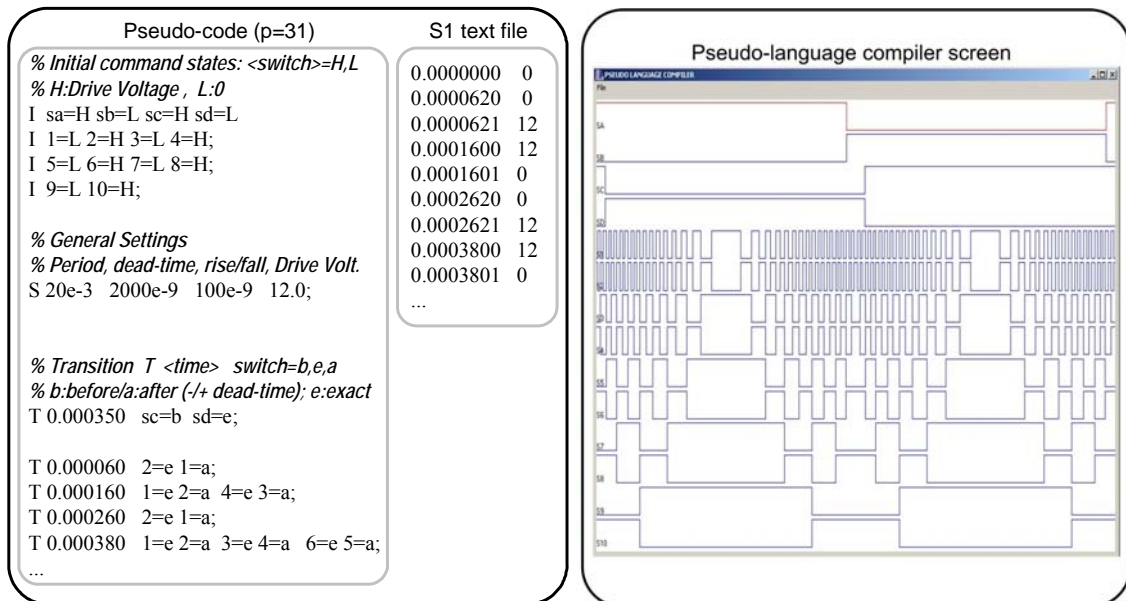 Pseudo-code (p=31)
% Initial command states: <switch>=H,L
% H:Drive Voltage , L:0
I sa=H sb=L sc=H sd=L
I 1=L 2=H 3=L 4=H;
I 5=L 6=H 7=L 8=H;
I 9=L 10=H;
% General Settings
% Period, dead-time, rise/fall, Drive Volt.
S 20e-3 2000e-9 100e-9 12.0;
% Transition T <time> switch=b,e,a
% b:before/a:after (-/+ dead-time); e:exact
T 0.000350 sc=b sd=e;
T 0.000060 2=e 1=a;
T 0.000160 1=e 2=a 4=e 3=a;
T 0.000260 2=e 1=a;
T 0.000380 1=e 2=a 3=e 4=a 6=e 5=a;
...
S1 text file
0.0000000 0
0.0000620 0
0.0000621 12
0.0001600 12
0.0001601 0
0.0002620 0
0.0002621 12
0.0003800 12
0.0003801 0
...
Pseudo-language compiler screen
PSEUDO LANGUAGE COMPILER
File
SA
SB
SC
SD
S5
S6
S7
S8
S9
S10